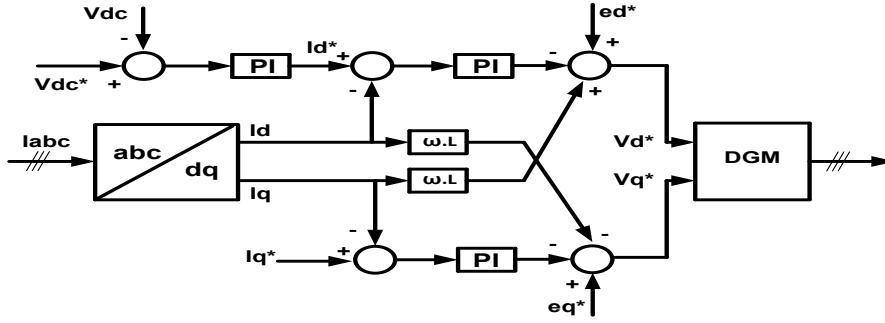 Vdc
ed*
-
+
Id*
+
-
PI
PI
Vdc*
+
-
+
Iabc
abc
dq
Id
Iq
ω.L
ω.L
Vd*
Vq*
DGM
-
-
Iq*
+
PI
-
+
eq*